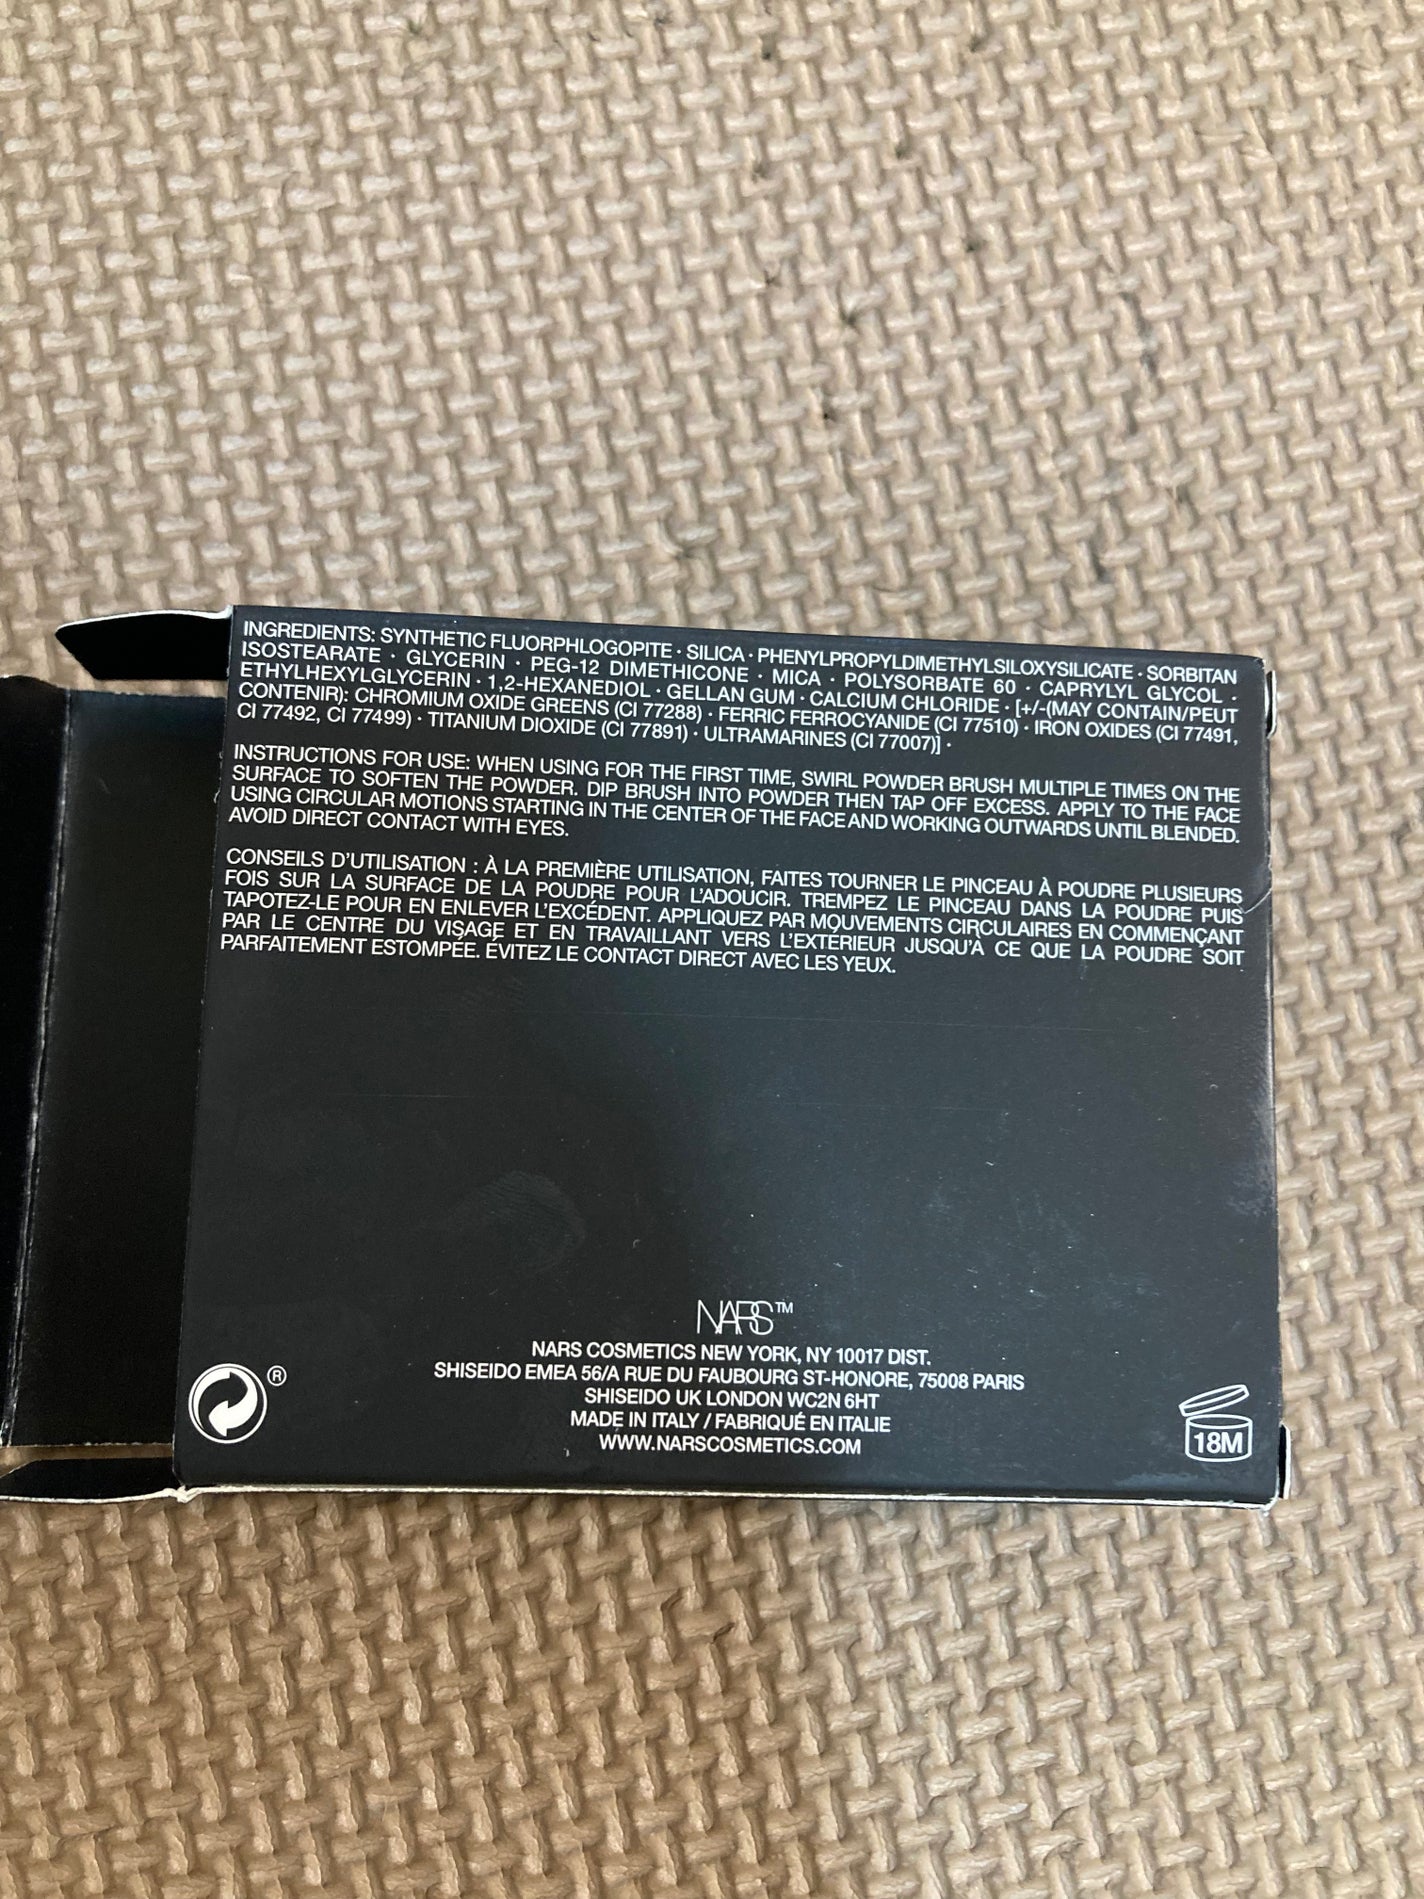 INGREDIENTS: SYNTHETIC FLUORPHLOGOPITE · SILICA · PHENYLPROPYLDIMETHYLSILOXYSILICATE · SORBITAN
ISOSTEARATE · GLYCERIN · PEG-12 DIMETHICONE · MICA · POLYSORBATE 60 · CAPRYLYL GLYCOL ·
ETHYLHEXYLGLYCERIN · 1,2-HEXANEDIOL · GELLAN GUM · CALCIUM CHLORIDE · [+/-(MAY CONTAIN/PEUT
CONTENIR): CHROMIUM OXIDE GREENS (CI 77288) · FERRIC FERROCYANIDE (CI 77510) · IRON OXIDES (CI 77491,
CI 77492, CI 77499) · TITANIUM DIOXIDE (CI 77891) · ULTRAMARINES (CI 77007)] ·
INSTRUCTIONS FOR USE: WHEN USING FOR THE FIRST TIME, SWIRL POWDER BRUSH MULTIPLE TIMES ON THE
SURFACE TO SOFTEN THE POWDER. DIP BRUSH INTO POWDER THEN TAP OFF EXCESS. APPLY TO THE FACE
USING CIRCULAR MOTIONS STARTING IN THE CENTER OF THE FACE AND WORKING OUTWARDS UNTIL BLENDED.
AVOID DIRECT CONTACT WITH EYES.
CONSEILS D'UTILISATION : À LA PREMIÈRE UTILISATION, FAITES TOURNER LE PINCEAU À POUDRE PLUSIEURS
FOIS SUR LA SURFACE DE LA POUDRE POUR L'ADOUCIR. TREMPEZ LE PINCEAU DANS LA POUDRE PUIS
TAPOTEZ-LE POUR EN ENLEVER L'EXCÉDENT. APPLIQUEZ PAR MOUVEMENTS CIRCULAIRES EN COMMENÇANT
PAR LE CENTRE DU VISAGE ET EN TRAVAILLANT VERS L'EXTÉRIEUR JUSQU'À CE QUE LA POUDRE SOIT
PARFAITEMENT ESTOMPÉE. ÉVITEZ LE CONTACT DIRECT AVEC LES YEUX.
NARS™
NARS COSMETICS NEW YORK, NY 10017 DIST.
SHISEIDO EMEA 56/A RUE DU FAUBOURG ST-HONORE, 75008 PARIS
SHISEIDO UK LONDON WC2N 6HT
MADE IN ITALY / FABRIQUÉ EN ITALIE
WWW.NARSCOSMETICS.COM
®
18M